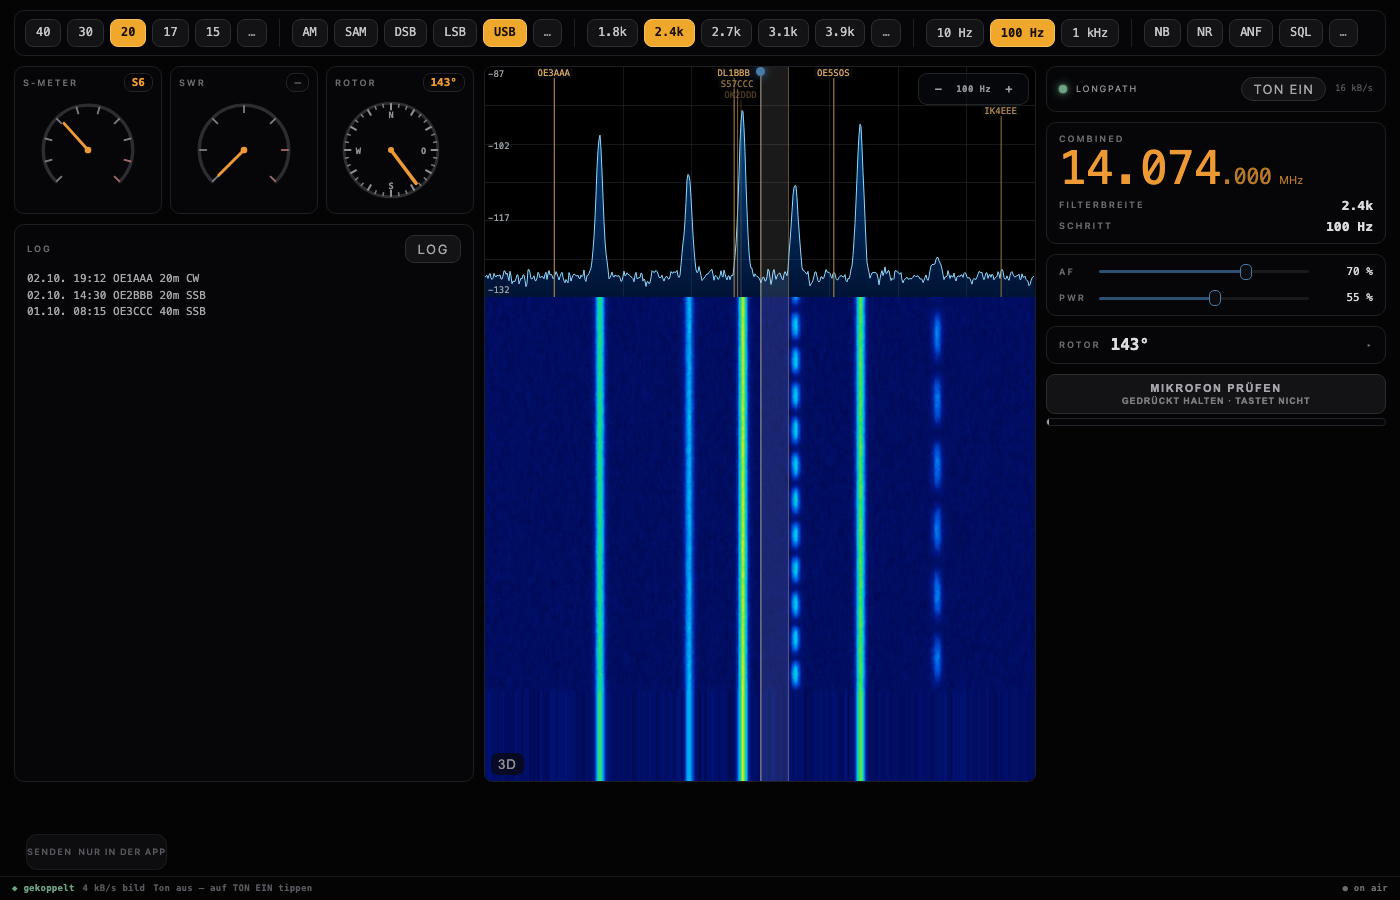 40 30 20 17 15 … AM SAM DSB LSB USB … 1.8k 2.4k 2.7k 3.1k 3.9k … 10 Hz 100 Hz 1 kHz NB NR ANF SQL …
S-METER S6
SWR —
ROTOR 143°
N
W O
S
LOG LOG
02.10. 19:12 OE1AAA 20m CW
02.10. 14:30 OE2BBB 20m SSB
01.10. 08:15 OE3CCC 40m SSB
−87
OE3AAA DL1BBB OE5SOS
S57CCC
OK2DDD
− 100 Hz +
IK4EEE
−102
−117
−132
3D
LONGPATH TON EIN 16 kB/s
COMBINED
14.074.000 MHz
FILTERBREITE 2.4k
SCHRITT 100 Hz
AF 70 %
PWR 55 %
ROTOR 143°
MIKROFON PRÜFEN
GEDRÜCKT HALTEN · TASTET NICHT
SENDEN NUR IN DER APP
◆ gekoppelt 4 kB/s bild Ton aus — auf TON EIN tippen
● on air